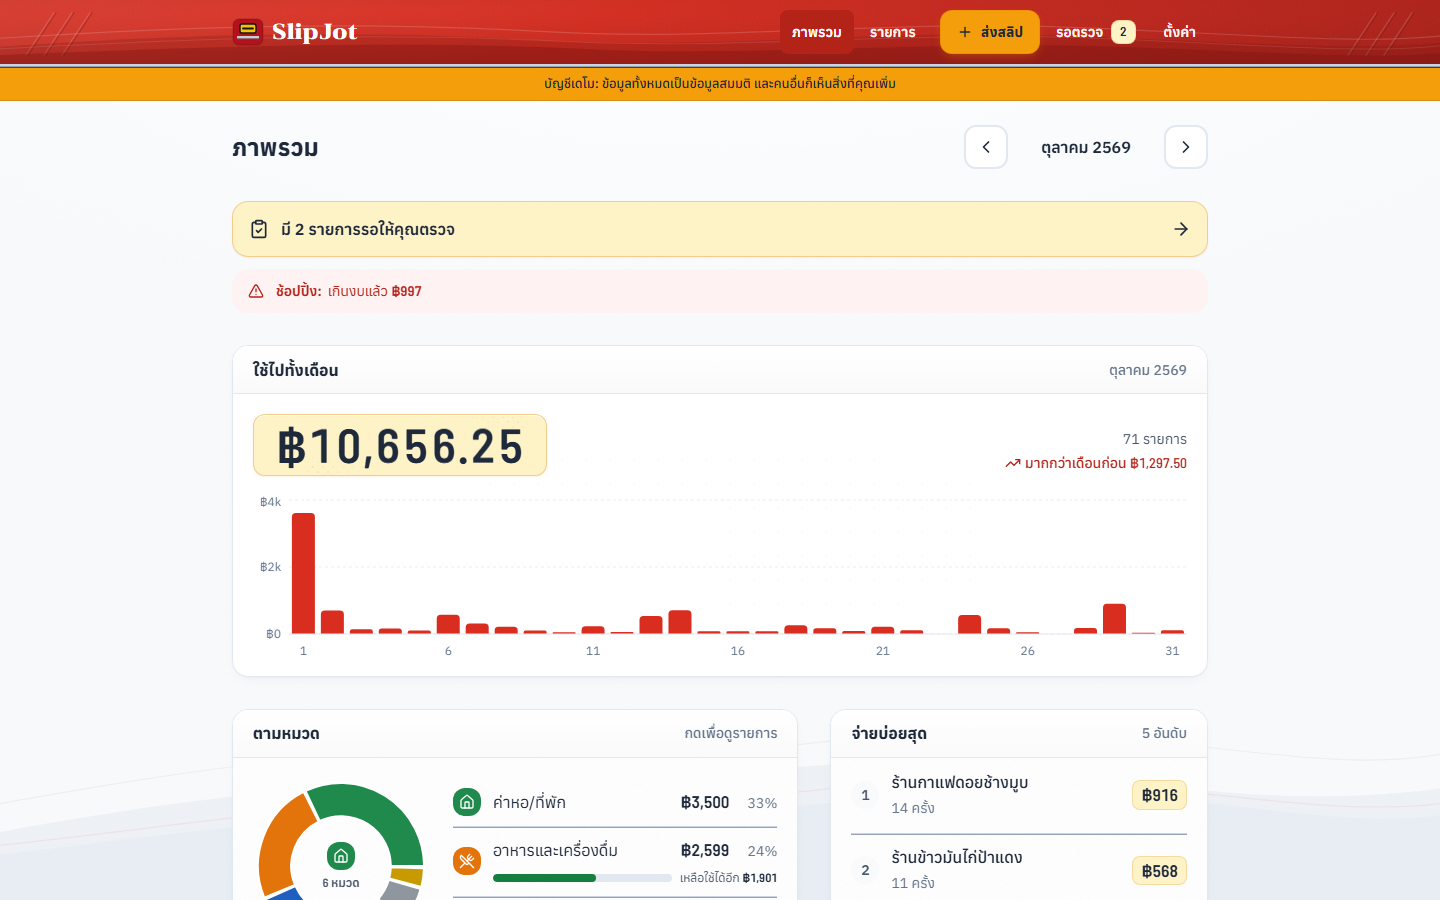 SlipJot
ภาพรวม
รายการ
+ ส่งสลิป
รอตรวจ 2
ตั้งค่า
บัญชีเดโม: ข้อมูลทั้งหมดเป็นข้อมูลสมมติ และคนอื่นก็เห็นสิ่งที่คุณเพิ่ม
ภาพรวม
ตุลาคม 2569
มี 2 รายการรอให้คุณตรวจ
ช้อปปิ้ง: เกินงบแล้ว ฿997
ใช้ไปทั้งเดือน
ตุลาคม 2569
฿10,656.25
71 รายการ
มากกว่าเดือนก่อน ฿1,297.50
฿4k
฿2k
฿0
1 6 11 16 21 26 31
ตามหมวด
กดเพื่อดูรายการ
6 หมวด
ค่าหอ/ที่พัก ฿3,500 33%
อาหารและเครื่องดื่ม ฿2,599 24%
เหลือใช้ได้อีก ฿1,901
จ่ายบ่อยสุด
5 อันดับ
1 ร้านกาแฟดอยช้างมูบ ฿916
14 ครั้ง
2 ร้านข้าวมันไก่ป้าแดง ฿568
11 ครั้ง